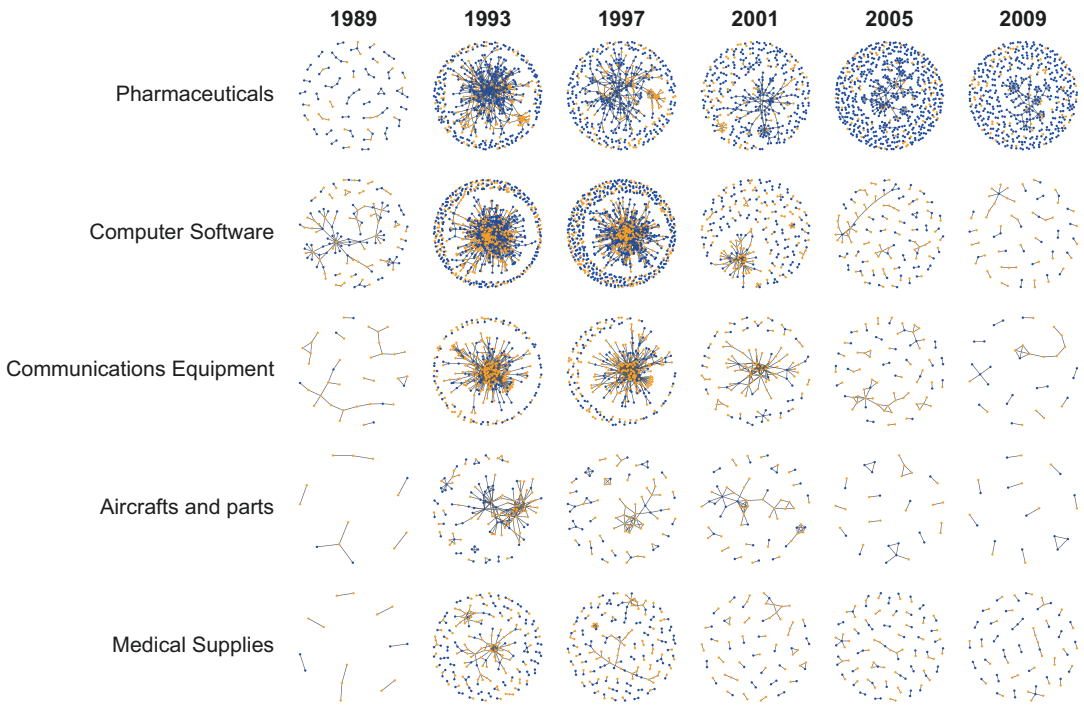 1989 1993 1997 2001 2005 2009
Pharmaceuticals
Computer Software
Communications Equipment
Aircrafts and parts
Medical Supplies